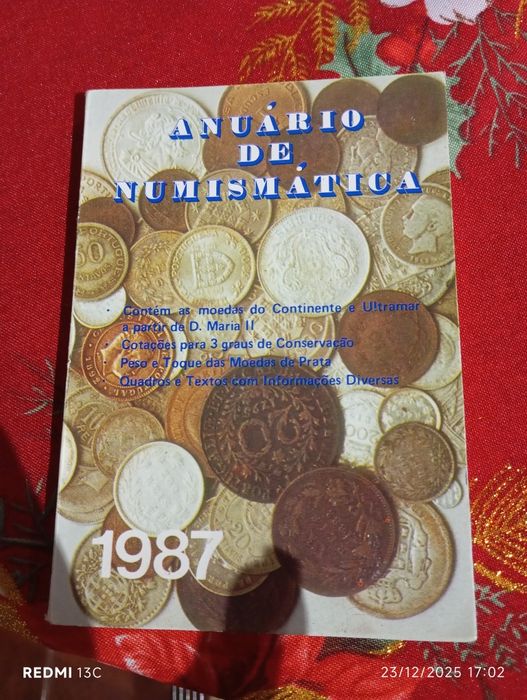 ANUÁRIO
DE
NUMISMÁTICA
· Contém as moedas do Continente e Ultramar
a partir de D. Maria II
· Cotações para 3 graus de Conservação
· Peso e Toque das Moedas de Prata
· Quadros e Textos com Informações Diversas
50
20
1987
REDMI 13C
23/12/2025 17:02